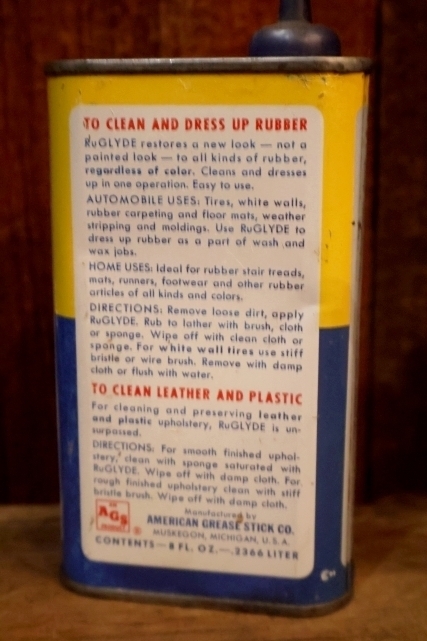 TO CLEAN AND DRESS UP RUBBER
RuGLYDE restores a new look — not a
painted look — to all kinds of rubber,
regardless of color. Cleans and dresses
up in one operation. Easy to use.
AUTOMOBILE USES: Tires, white walls,
rubber carpeting and floor mats, weather
stripping and moldings. Use RuGLYDE to
dress up rubber as a part of wash and
wax jobs.
HOME USES: Ideal for rubber stair treads,
mats, runners, footwear and other rubber
articles of all kinds and colors.
DIRECTIONS: Remove loose dirt, apply
RuGLYDE. Rub to lather with brush, cloth
or sponge. Wipe off with clean cloth or
sponge. For white wall tires use stiff
bristle or wire brush. Remove with damp
cloth or flush with water.
TO CLEAN LEATHER AND PLASTIC
For cleaning and preserving leather
and plastic upholstery, RuGLYDE is un-
surpassed.
DIRECTIONS: For smooth finished uphol-
stery, clean with sponge saturated with
RuGLYDE. Wipe off with damp cloth. For
rough finished upholstery clean with stiff
bristle brush. Wipe off with damp cloth.
AGS ®
Manufactured by
AMERICAN GREASE STICK CO.
MUSKEGON, MICHIGAN, U. S. A.
CONTENTS—8 FL. OZ.—.2366 LITER